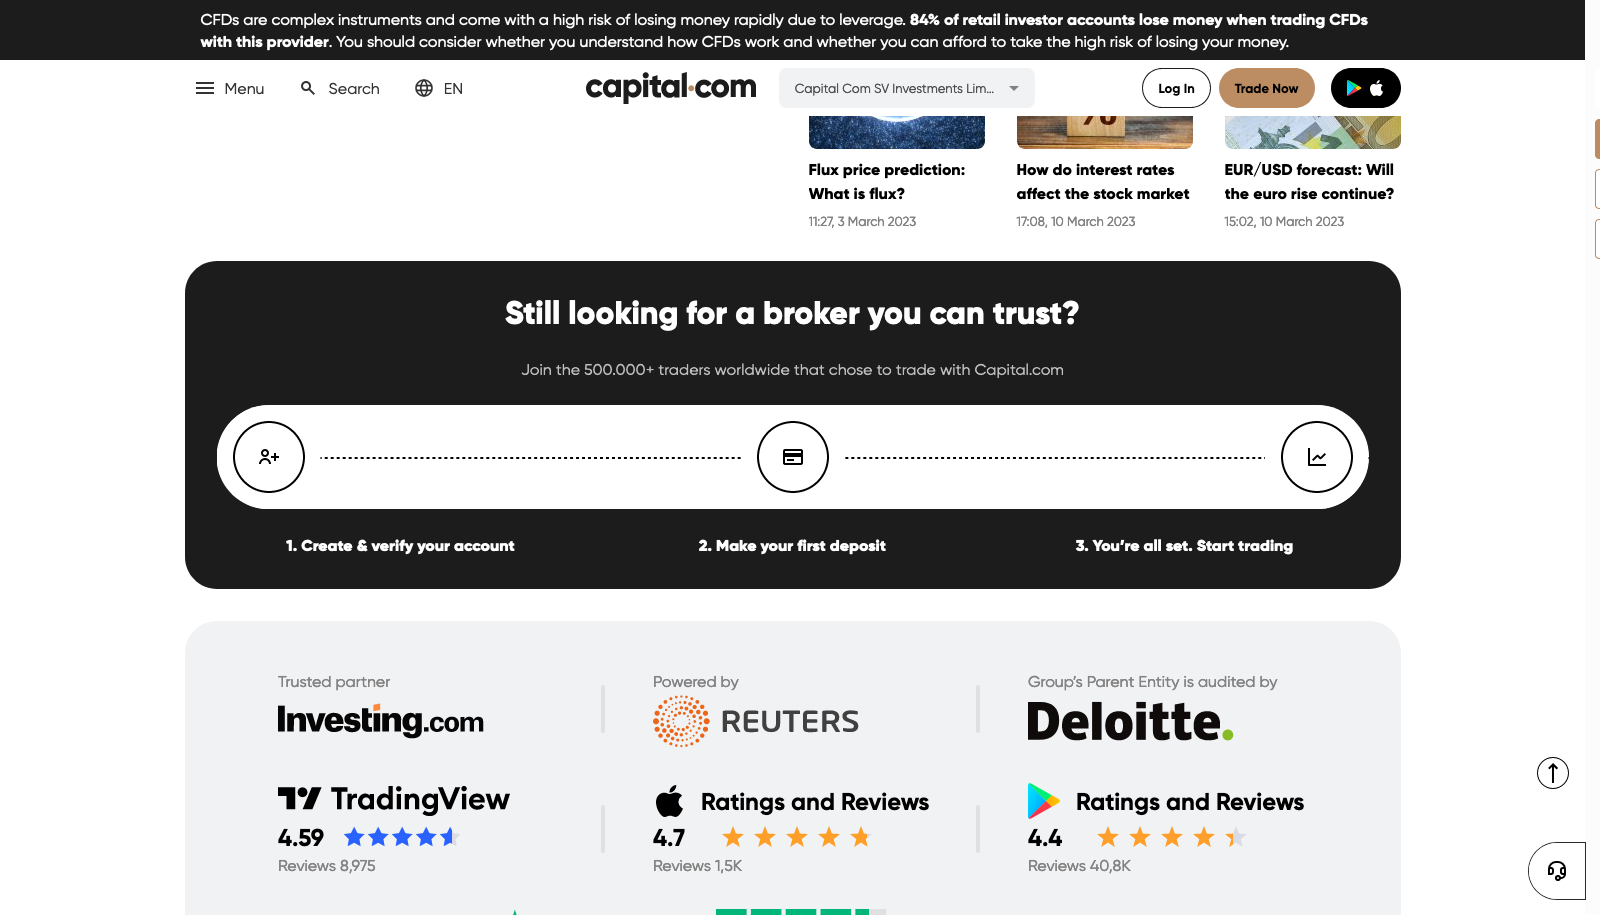 CFDs are complex instruments and come with a high risk of losing money rapidly due to leverage. 84% of retail investor accounts lose money when trading CFDs
with this provider. You should consider whether you understand how CFDs work and whether you can afford to take the high risk of losing your money.
Menu
Search
EN
capital.com
Capital Com SV Investments Lim...
Log In
Trade Now
Flux price prediction:
What is flux?
11:27, 3 March 2023
How do interest rates
affect the stock market
17:08, 10 March 2023
EUR/USD forecast: Will
the euro rise continue?
15:02, 10 March 2023
Still looking for a broker you can trust?
Join the 500.000+ traders worldwide that chose to trade with Capital.com
1. Create & verify your account
2. Make your first deposit
3. You're all set. Start trading
Trusted partner
Investing.com
Powered by
REUTERS
Group's Parent Entity is audited by
Deloitte.
TradingView
4.59
Reviews 8,975
Ratings and Reviews
4.7
Reviews 1,5K
Ratings and Reviews
4.4
Reviews 40,8K